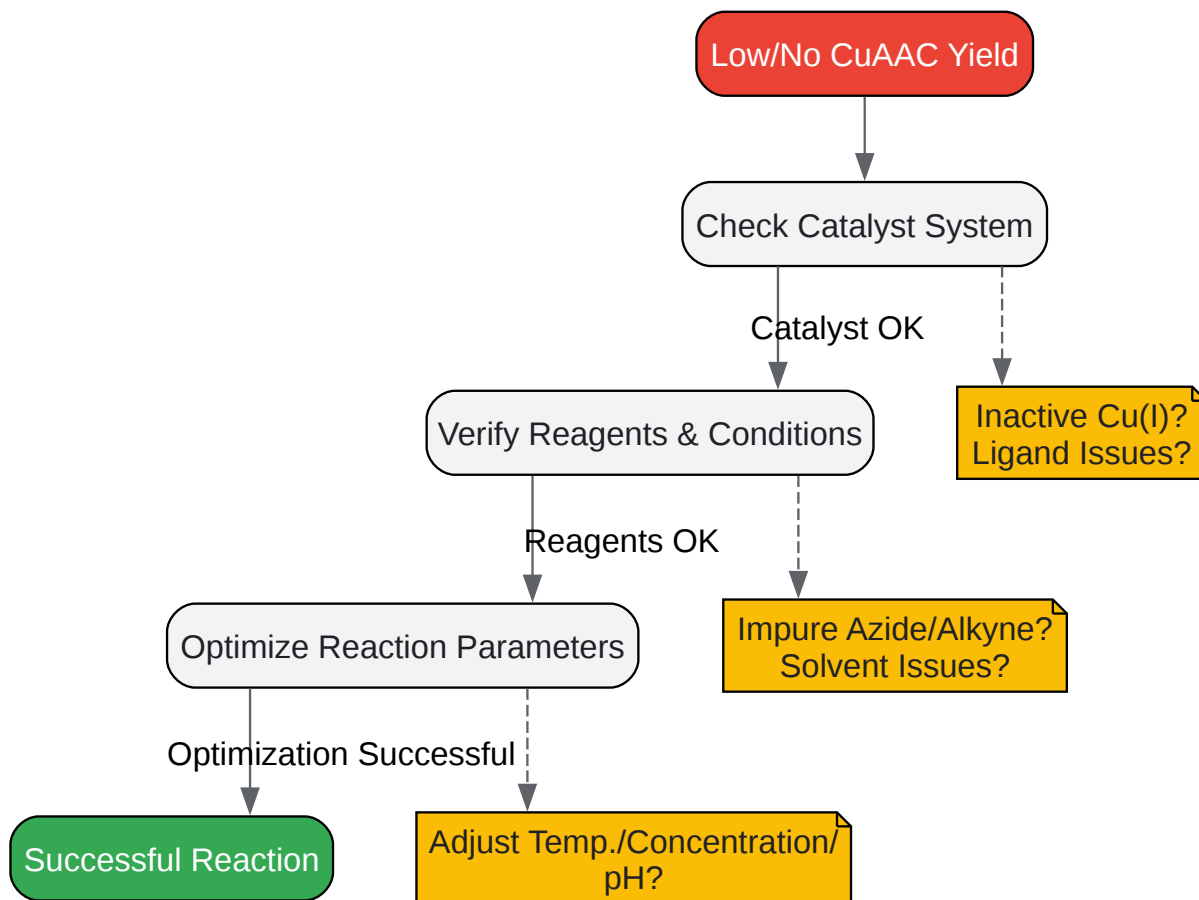 Low/No CuAAC Yield
Check Catalyst System
Catalyst OK
Inactive Cu(I)?
Ligand Issues?
Verify Reagents & Conditions
Reagents OK
Impure Azide/Alkyne?
Solvent Issues?
Optimize Reaction Parameters
Optimization Successful
Successful Reaction
Adjust Temp./Concentration/
pH?